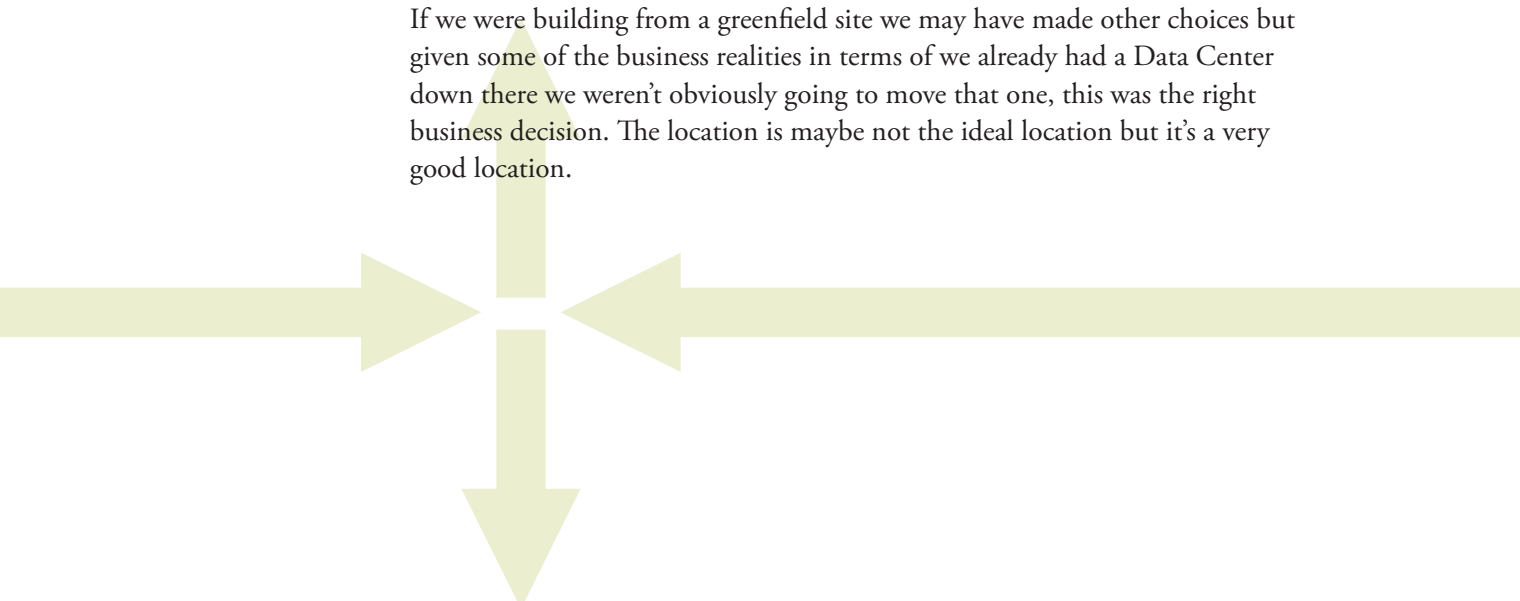 If we were building from a greenfield site we may have made other choices but
given some of the business realities in terms of we already had a Data Center
down there we weren’t obviously going to move that one, this was the right
business decision. The location is maybe not the ideal location but it’s a very
good location.